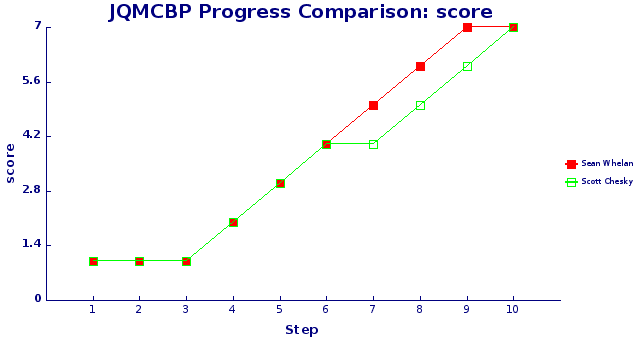 JQMCBP Progress Comparison: score
7
5.6
4.2
2.8
1.4
0
score
1 2 3 4 5 6 7 8 9 10
Step
Sean Whelan
Scott Chesky